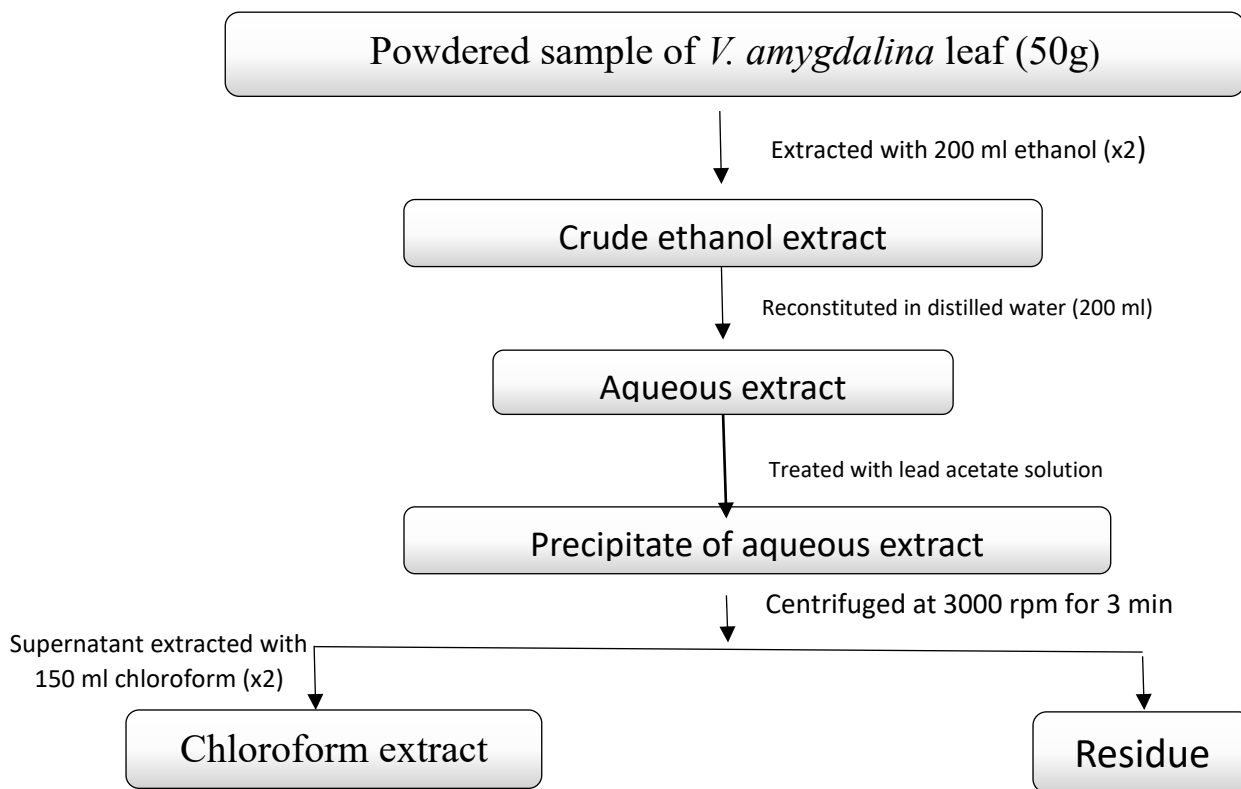 Powdered sample of V. amygdalina leaf (50g)
Extracted with 200 ml ethanol (x2)
Crude ethanol extract
Reconstituted in distilled water (200 ml)
Aqueous extract
Treated with lead acetate solution
Precipitate of aqueous extract
Centrifuged at 3000 rpm for 3 min
Supernatant extracted with
150 ml chloroform (x2)
Chloroform extract
Residue